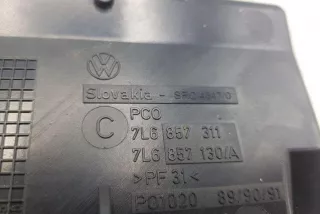 Slovakia -
PCO
C 7L6 857 311
7L6 857 130/A
>PF 31<
PO1020 89/90/91